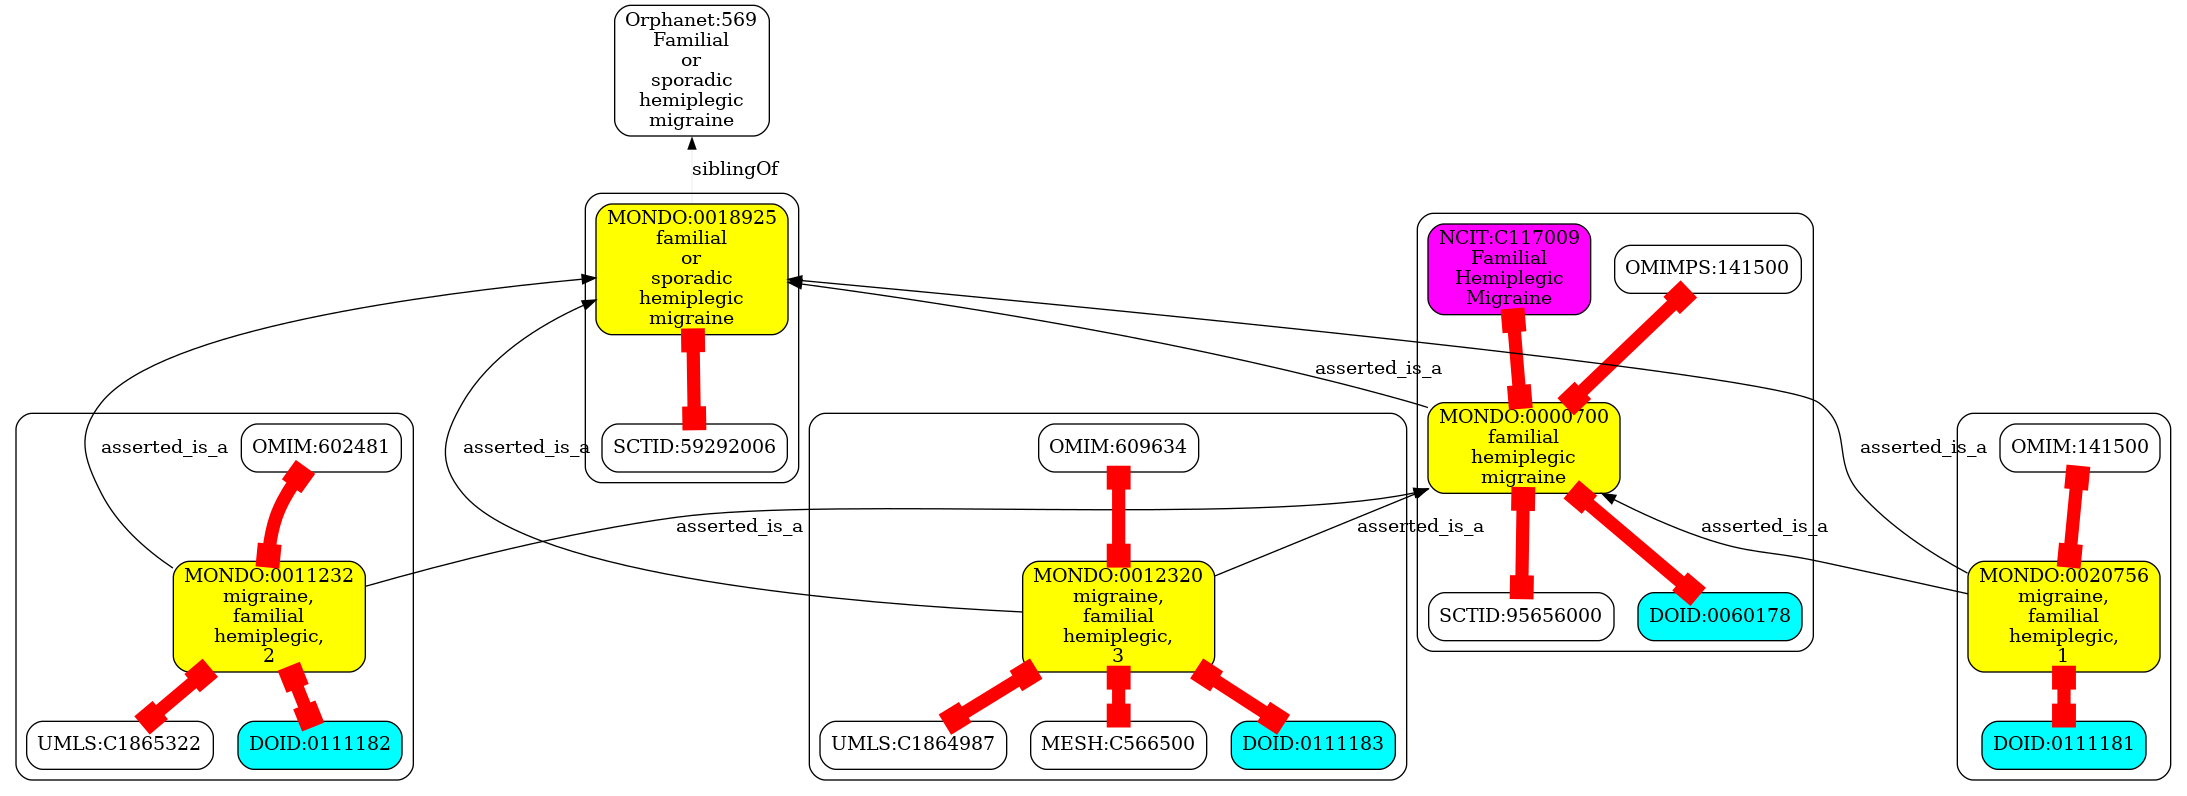 Orphanet:569
Familial
or
sporadic
hemiplegic
migraine
siblingOf
MONDO:0018925
familial
or
sporadic
hemiplegic
migraine
SCTID:59292006
NCIT:C117009
Familial
Hemiplegic
Migraine
OMIMPS:141500
asserted_is_a
MONDO:0000700
familial
hemiplegic
migraine
SCTID:95656000
DOID:0060178
asserted_is_a
OMIM:602481
MONDO:0011232
migraine,
familial
hemiplegic,
2
UMLS:C1865322
DOID:0111182
asserted_is_a
asserted_is_a
OMIM:609634
MONDO:0012320
migraine,
familial
hemiplegic,
3
UMLS:C1864987
MESH:C566500
DOID:0111183
asserted_is_a
asserted_is_a
asserted_is_a
OMIM:141500
MONDO:0020756
migraine,
familial
hemiplegic,
1
DOID:0111181